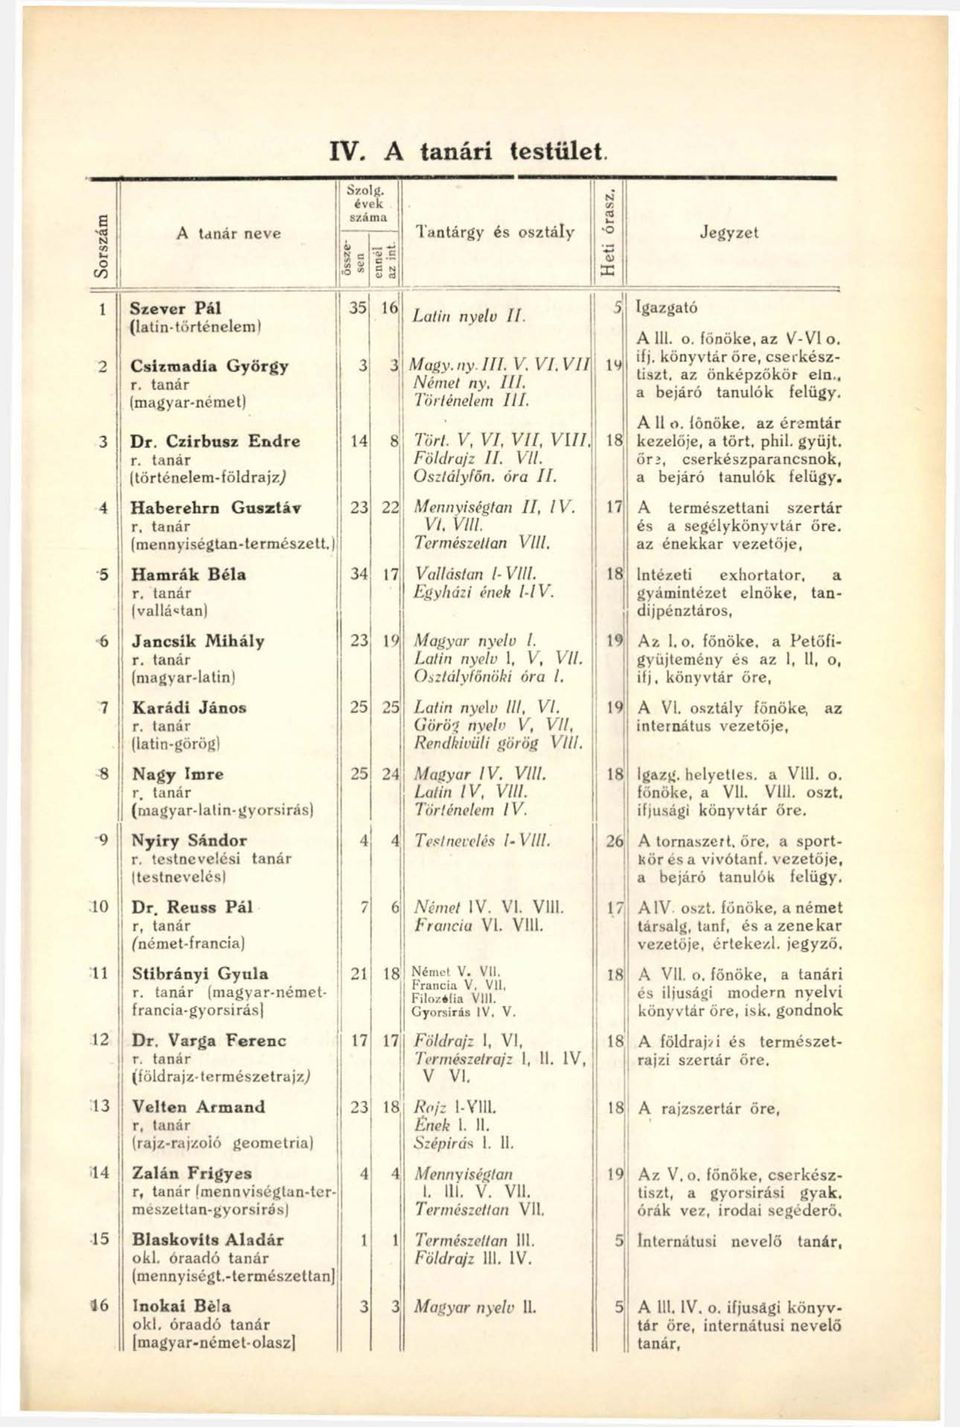 IV. A tanári testület.
Sorszám
A tanár neve
Szolg. évek száma
össze-sen
ennél az int.
Tantárgy és osztály
Heti órasz.
Jegyzet
1 Szever Pál 35 16 Latin nyelv II. 5 Igazgató
(latin-történelem)
2 Csizmadia György 3 3 Magy. ny. III. V. VI. VII 19 A III. o. főnöke, az V-VI o.
r. tanár Német ny. III. ifj. könyvtár őre, cserkész-
(magyar-német) Történelem III. tiszt, az önképzőkör eln.,
a bejáró tanulók felügy.
3 Dr. Czirbusz Endre 14 8 Tört. V, VI, VII, VIII. 18 A II o. főnöke, az éremtár
r. tanár Földrajz II. VII. kezelője, a tört. phil. gyüjt.
(történelem-földrajz) Osztályfőn. óra II. őre, cserkészparancsnok,
a bejáró tanulók felügy.
4 Haberehrn Gusztáv 23 22 Mennyiségtan II, IV. 17 A természettani szertár
r. tanár VI, VIII. és a segélykönyvtár őre.
(mennyiségtan-természett.) Természettan VIII. az énekkar vezetője,
5 Hamrák Béla 34 17 Vallástan I-VIII. 18 Intézeti exhortator, a
r. tanár Egyházi ének I-IV. gyámintézet elnöke, tan-
(vallástan) díjpénztáros,
6 Jancsik Mihály 23 19 Magyar nyelv I. 19 Az I. o. főnöke, a Petőfi-
r. tanár Latin nyelv I, V, VII. gyüjtemény és az I, II, o,
(magyar-latin) Osztályfőnöki óra I. ifj. könyvtár őre,
7 Karádi János 25 25 Latin nyelv III, VI. 19 A VI. osztály főnöke, az
r. tanár Görög nyelv V, VII, internátus vezetője,
(latin-görög) Rendkivüli görög VIII.
8 Nagy Imre 25 24 Magyar IV. VIII. 18 Igazg. helyettes. a VIII. o.
r. tanár Latin IV, VIII. főnöke, a VII. VIII. oszt.
(magyar-latin-gyorsirás) Történelem IV. ifjusági könyvtár őre.
9 Nyiry Sándor 4 4 Testnevelés I-VIII. 26 A tornaszert. őre, a sport-
r. testnevelési tanár kör és a vivótanf. vezetője,
(testnevelés) a bejáró tanulók felügy.
10 Dr. Reuss Pál 7 6 Német IV. VI. VIII. 17 A IV. oszt. főnöke, a német
r, tanár Francia VI. VIII. társalg, tanf, és a zenekar
(német-francia) vezetője, értekezl. jegyző,
11 Stibrányi Gyula 21 18 Német V. VII. 18 A VII. o. főnöke, a tanári
r. tanár (magyar-német- Francia V, VII, és ifjusági modern nyelvi
francia-gyorsirás) Filozófia VIII. könyvtár őre, isk. gondnok
Gyorsirás IV. V.
12 Dr. Varga Ferenc 17 17 Földrajz I, VI, 18 A földrajzi és természet-
r. tanár Természetrajz I, II. IV, rajzi szertár őre.
(földrajz-természetrajz) V VI.
13 Velten Armand 23 18 Rajz I-VIII. 18 A rajzszertár őre,
r, tanár Ének I. II.
(rajz-rajzoló geometria) Szépirás I. II.
14 Zalán Frigyes 4 4 Mennyiségtan 19 Az V. o. főnöke, cserkész-
r, tanár (mennyiségtan-ter- I. III. V. VII. tiszt, a gyorsirási gyak.
mészettan-gyorsirás) Természettan VII. órák vez, irodai segéderő.
15 Blaskovits Aladár 1 1 Természettan III. 5 Internátusi nevelő tanár,
okl. óraadó tanár Földrajz III. IV.
(mennyiségt.-természettan)
16 Inokai Béla 3 3 Magyar nyelv II. 5 A III. IV. o. ifjusági könyv-
okl. óraadó tanár tár őre, internátusi nevelő
[magyar-német-olasz] tanár,